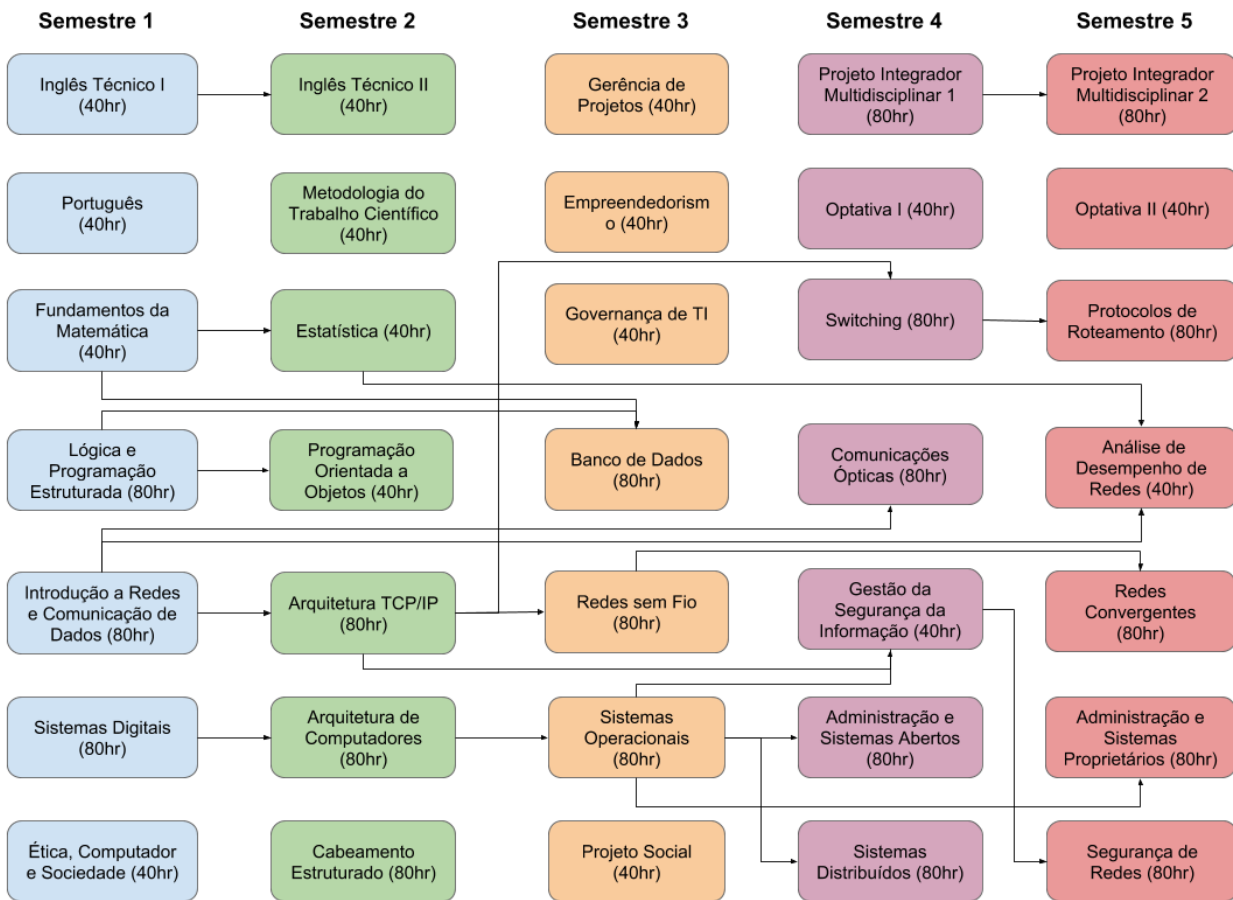 Semestre 1
Semestre 2
Semestre 3
Semestre 4
Semestre 5
Inglês Técnico I
(40hr)
Inglês Técnico II
(40hr)
Gerência de
Projetos (40hr)
Projeto Integrador
Multidisciplinar 1
(80hr)
Projeto Integrador
Multidisciplinar 2
(80hr)
Português
(40hr)
Metodologia do
Trabalho Científico
(40hr)
Empreendedorism
o (40hr)
Optativa I (40hr)
Optativa II (40hr)
Fundamentos da
Matemática
(40hr)
Estatística (40hr)
Governança de TI
(40hr)
Switching (80hr)
Protocolos de
Roteamento (80hr)
Lógica e
Programação
Estruturada (80hr)
Programação
Orientada a
Objetos (40hr)
Banco de Dados
(80hr)
Comunicações
Ópticas (80hr)
Análise de
Desempenho de
Redes (40hr)
Introdução a Redes
e Comunicação de
Dados (80hr)
Arquitetura TCP/IP
(80hr)
Redes sem Fio
(80hr)
Gestão da
Segurança da
Informação (40hr)
Redes
Convergentes
(80hr)
Sistemas Digitais
(80hr)
Arquitetura de
Computadores
(80hr)
Sistemas
Operacionais
(80hr)
Administração e
Sistemas Abertos
(80hr)
Administração e
Sistemas
Proprietários (80hr)
Ética, Computador
e Sociedade (40hr)
Cabeamento
Estruturado (80hr)
Projeto Social
(40hr)
Sistemas
Distribuídos (80hr)
Segurança de
Redes (80hr)